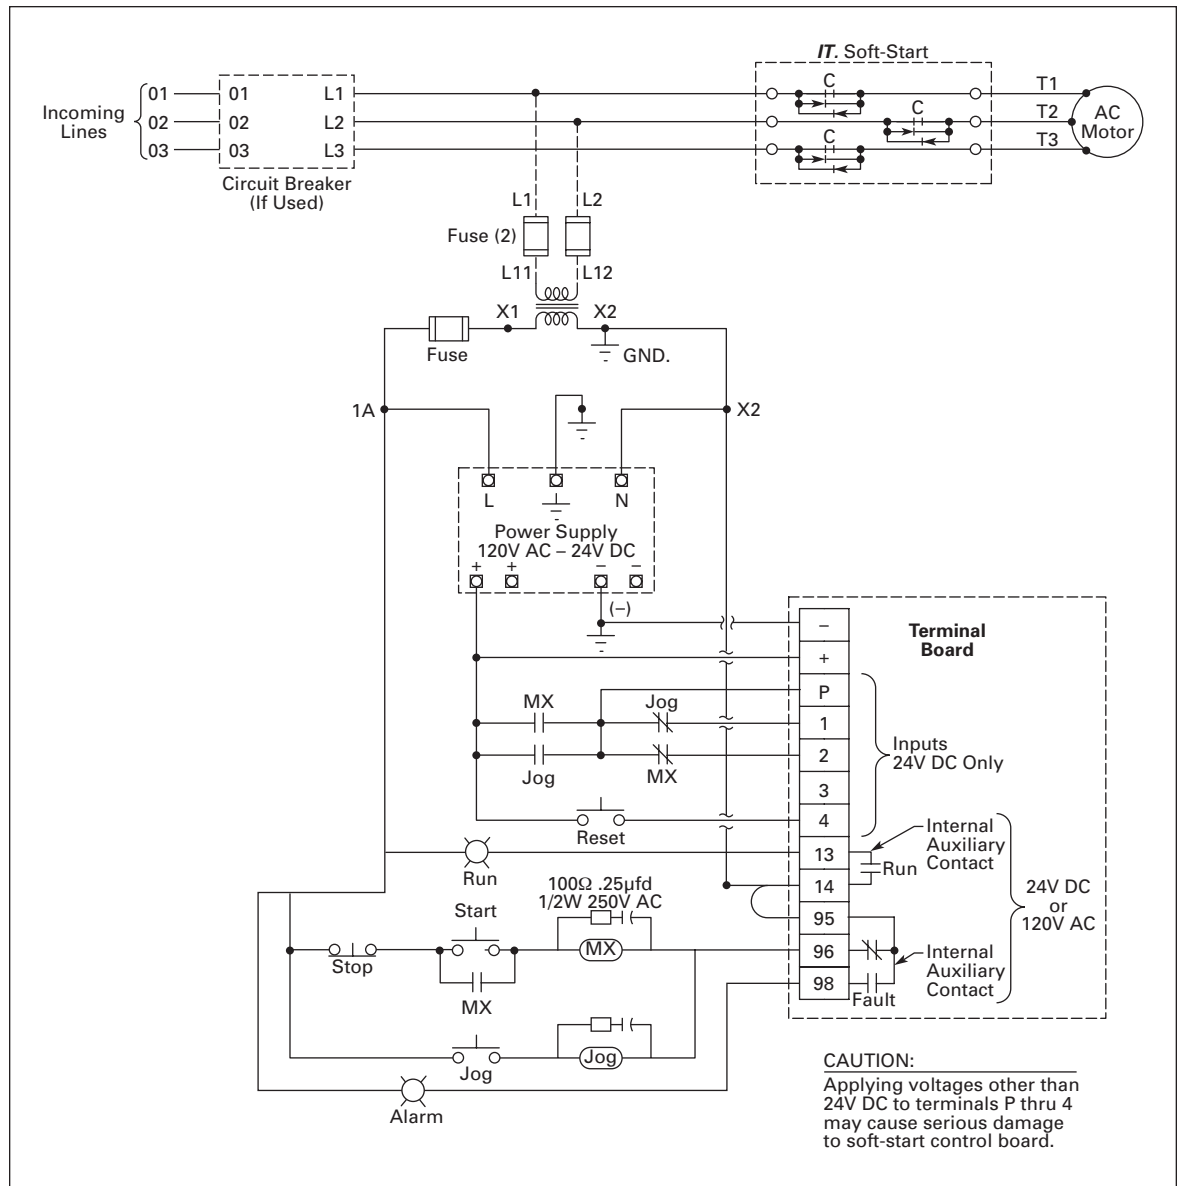 IT. Soft-Start
01 01 L1 C T1
Incoming
Lines
02 02 L2 C T2
AC
Motor
03 03 L3 C T3
Circuit Breaker
(If Used)
L1 L2
Fuse (2)
L11 L12
X1 X2
Fuse
GND.
1A X2
L N
Power Supply
120V AC – 24V DC
+ + – –
(–)
–
Terminal
Board
+
P
MX Jog
1
2
Inputs
24V DC Only
Jog MX
3
4
Reset
Internal
Auxiliary
Contact
13
Run
Run
14
24V DC
or
120V AC
100Ω .25µfd
1/2W 250V AC
Start
95
Stop
MX
96
Internal
Auxiliary
Contact
98
Fault
MX
Jog
Jog
Alarm
CAUTION:
Applying voltages other than
24V DC to terminals P thru 4
may cause serious damage
to soft-start control board.